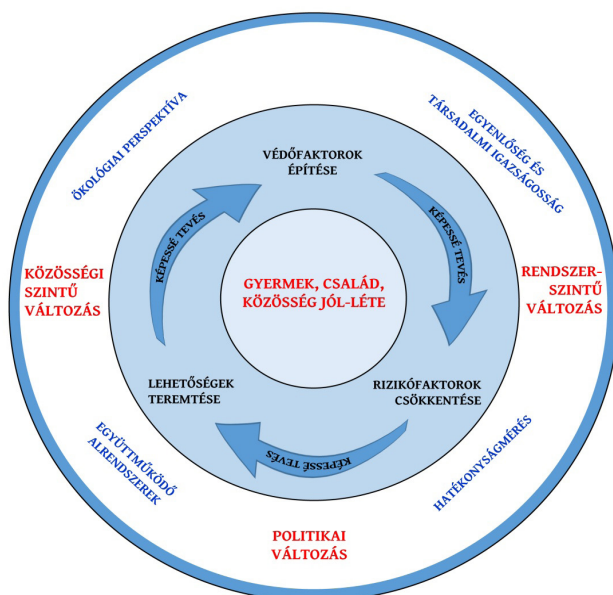 ÖKOLÓGIAI PERSPEKTÍVA
EGYENLŐSÉG ÉS
TÁRSADALMI IGAZSÁGOSSÁG
VÉDŐFAKTOROK
ÉPÍTÉSE
KÉPESSÉ TEVÉS
KÉPESSÉ TEVÉS
KÖZÖSSÉGI
SZINTŰ
VÁLTOZÁS
GYERMEK, CSALÁD,
KÖZÖSSÉG JÓL-LÉTE
RENDSZER-
SZINTŰ
VÁLTOZÁS
LEHETŐSÉGEK
TEREMTÉSE
RIZIKÓFAKTOROK
CSÖKKENTÉSE
KÉPESSÉ TEVÉS
EGYÜTTMŰKÖDŐ
ALRENDSZEREK
HATÉKONYSÁGMÉRÉS
POLITIKAI
VÁLTOZÁS